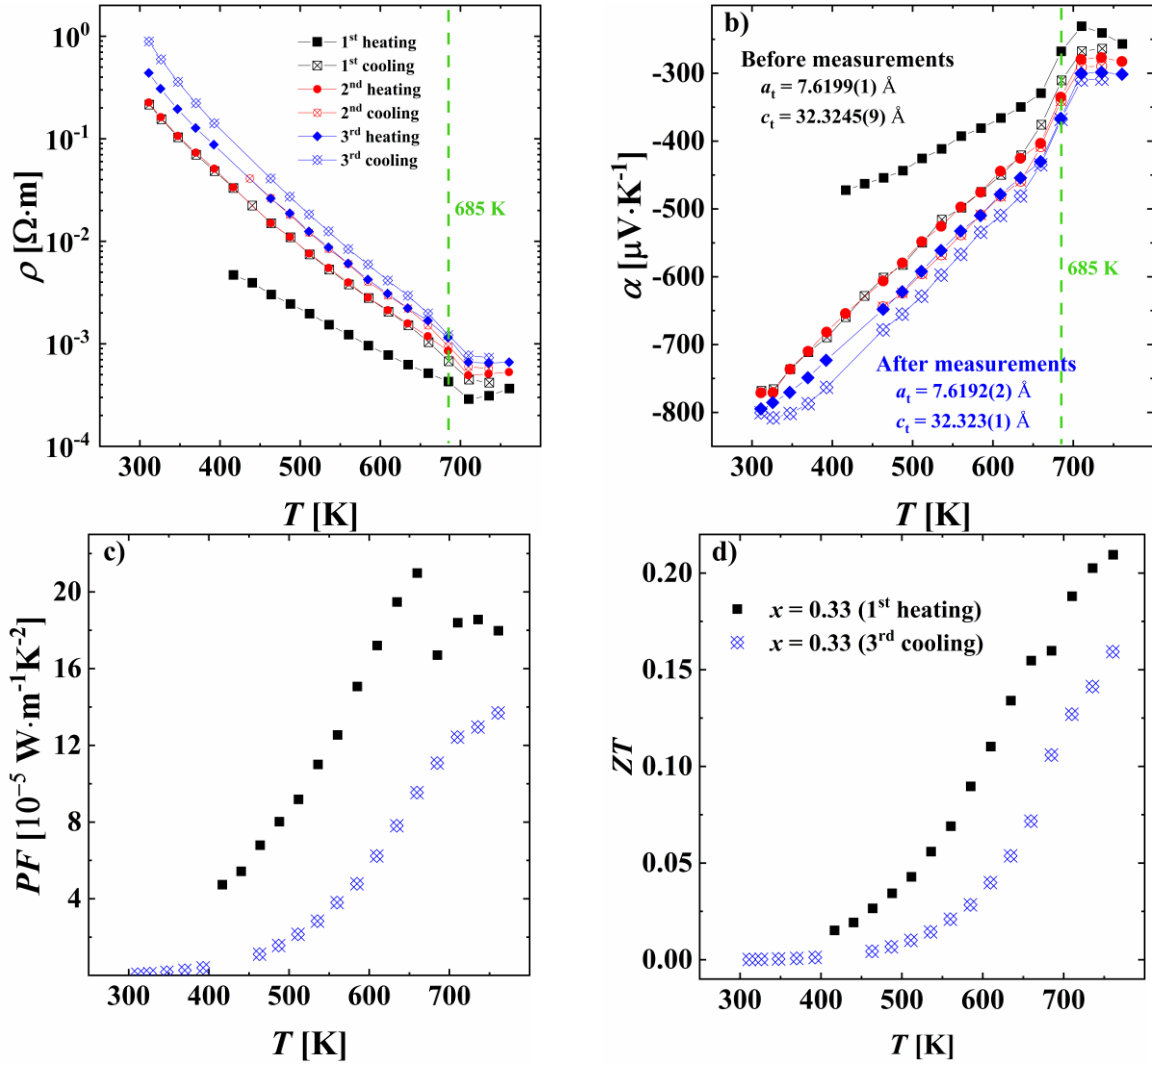 10⁰
10⁻¹
10⁻²
10⁻³
10⁻⁴
ρ [Ω·m]
1ˢᵗ heating
1ˢᵗ cooling
2ⁿᵈ heating
2ⁿᵈ cooling
3ʳᵈ heating
3ʳᵈ cooling
685 K
300 400 500 600 700
T [K]
b)
Before measurements
aₜ = 7.6199(1) Å
cₜ = 32.3245(9) Å
-300
-400
-500
-600
-700
-800
α [μV·K⁻¹]
685 K
After measurements
aₜ = 7.6192(2) Å
cₜ = 32.323(1) Å
300 400 500 600 700
T [K]
c)
20
16
12
8
4
PF [10⁻⁵ W·m⁻¹K⁻²]
300 400 500 600 700
T [K]
d)
0.20
0.15
0.10
0.05
0.00
ZT
x = 0.33 (1ˢᵗ heating)
x = 0.33 (3ʳᵈ cooling)
300 400 500 600 700
T [K]